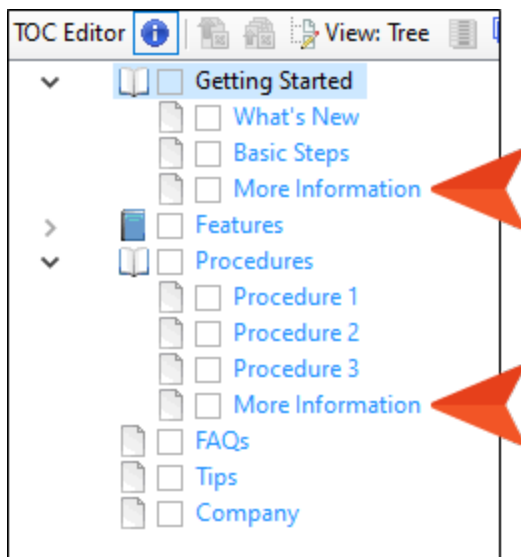 TOC Editor View: Tree
Getting Started
What's New
Basic Steps
More Information
Features
Procedures
Procedure 1
Procedure 2
Procedure 3
More Information
FAQs
Tips
Company